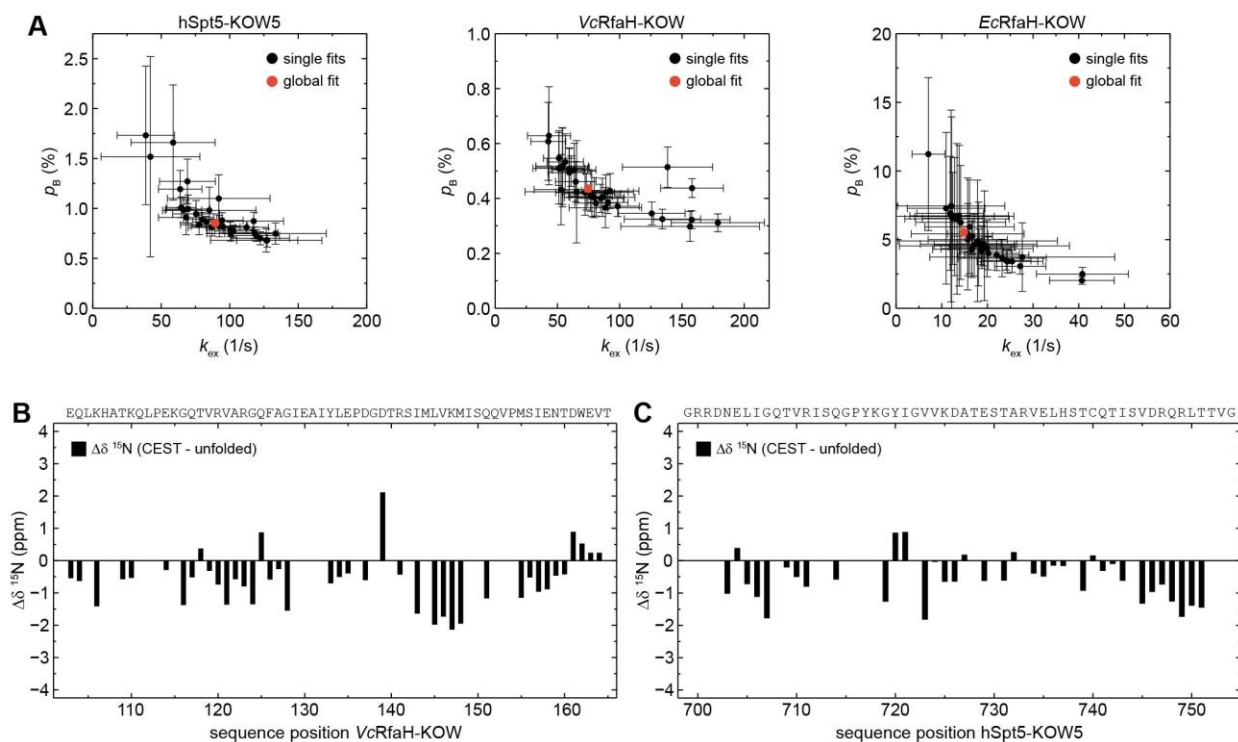 A
hSpt5-KOW5
VcRfaH-KOW
EcRfaH-KOW
single fits
global fit
single fits
global fit
single fits
global fit
pB (%)
2.5
2.0
1.5
1.0
0.5
0.0
0 50 100 150 200
kex (1/s)
pB (%)
1.0
0.8
0.6
0.4
0.2
0.0
0 50 100 150 200
kex (1/s)
pB (%)
20
15
10
5
0
0 10 20 30 40 50 60
kex (1/s)
B
EQLKHATKQLPEKGQTVRVARGQFAGIEAIYLEPDGDTRSIMLVKMISQQVPMSIENTDWEVT
Δδ 15N (CEST - unfolded)
Δδ 15N (ppm)
4
3
2
1
0
−1
−2
−3
−4
110 120 130 140 150 160
sequence position VcRfaH-KOW
C
GRRDNELIGQTVRISQGPYKGYIGVVKDATESTARVELHSTCQTISVDRQRLTTVG
Δδ 15N (CEST - unfolded)
Δδ 15N (ppm)
4
3
2
1
0
−1
−2
−3
−4
700 710 720 730 740 750
sequence position hSpt5-KOW5